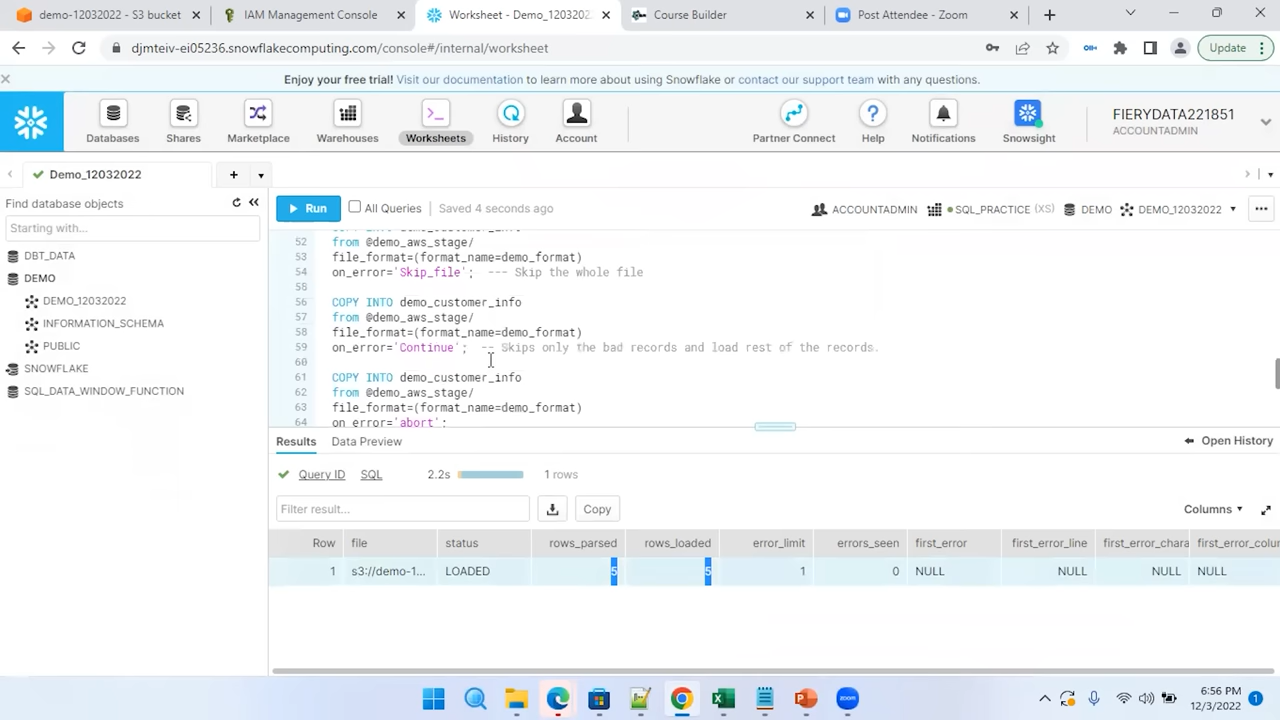 demo-12032022 - S3 bucket
IAM Management Console
Worksheet - Demo_12032022
Course Builder
Post Attendee - Zoom
djmteiv-ei05236.snowflakecomputing.com/console#/internal/worksheet
Update
Enjoy your free trial! Visit our documentation to learn more about using Snowflake or contact our support team with any questions.
Databases
Shares
Marketplace
Warehouses
Worksheets
History
Account
Partner Connect
Help
Notifications
Snowsight
FIERYDATA221851
ACCOUNTADMIN
Demo_12032022
Find database objects
Starting with...
DBT_DATA
DEMO
DEMO_12032022
INFORMATION_SCHEMA
PUBLIC
SNOWFLAKE
SQL_DATA_WINDOW_FUNCTION
Run
All Queries
Saved 4 seconds ago
ACCOUNTADMIN
SQL_PRACTICE (XS)
DEMO
DEMO_12032022
52 from @demo_aws_stage/
53 file_format=(format_name=demo_format)
54 on_error='Skip_file'; --- Skip the whole file
58
56 COPY INTO demo_customer_info
57 from @demo_aws_stage/
58 file_format=(format_name=demo_format)
59 on_error='Continue'; -- Skips only the bad records and load rest of the records.
60
61 COPY INTO demo_customer_info
62 from @demo_aws_stage/
63 file_format=(format_name=demo_format)
64 on_error='abort';
Results
Data Preview
Open History
Query ID
SQL
2.2s
1 rows
Filter result...
Copy
Columns
Row file status rows_parsed rows_loaded error_limit errors_seen first_error first_error_line first_error_chara first_error_colur
1 s3://demo-1... LOADED 5 5 1 0 NULL NULL NULL NULL
6:56 PM
12/3/2022
1